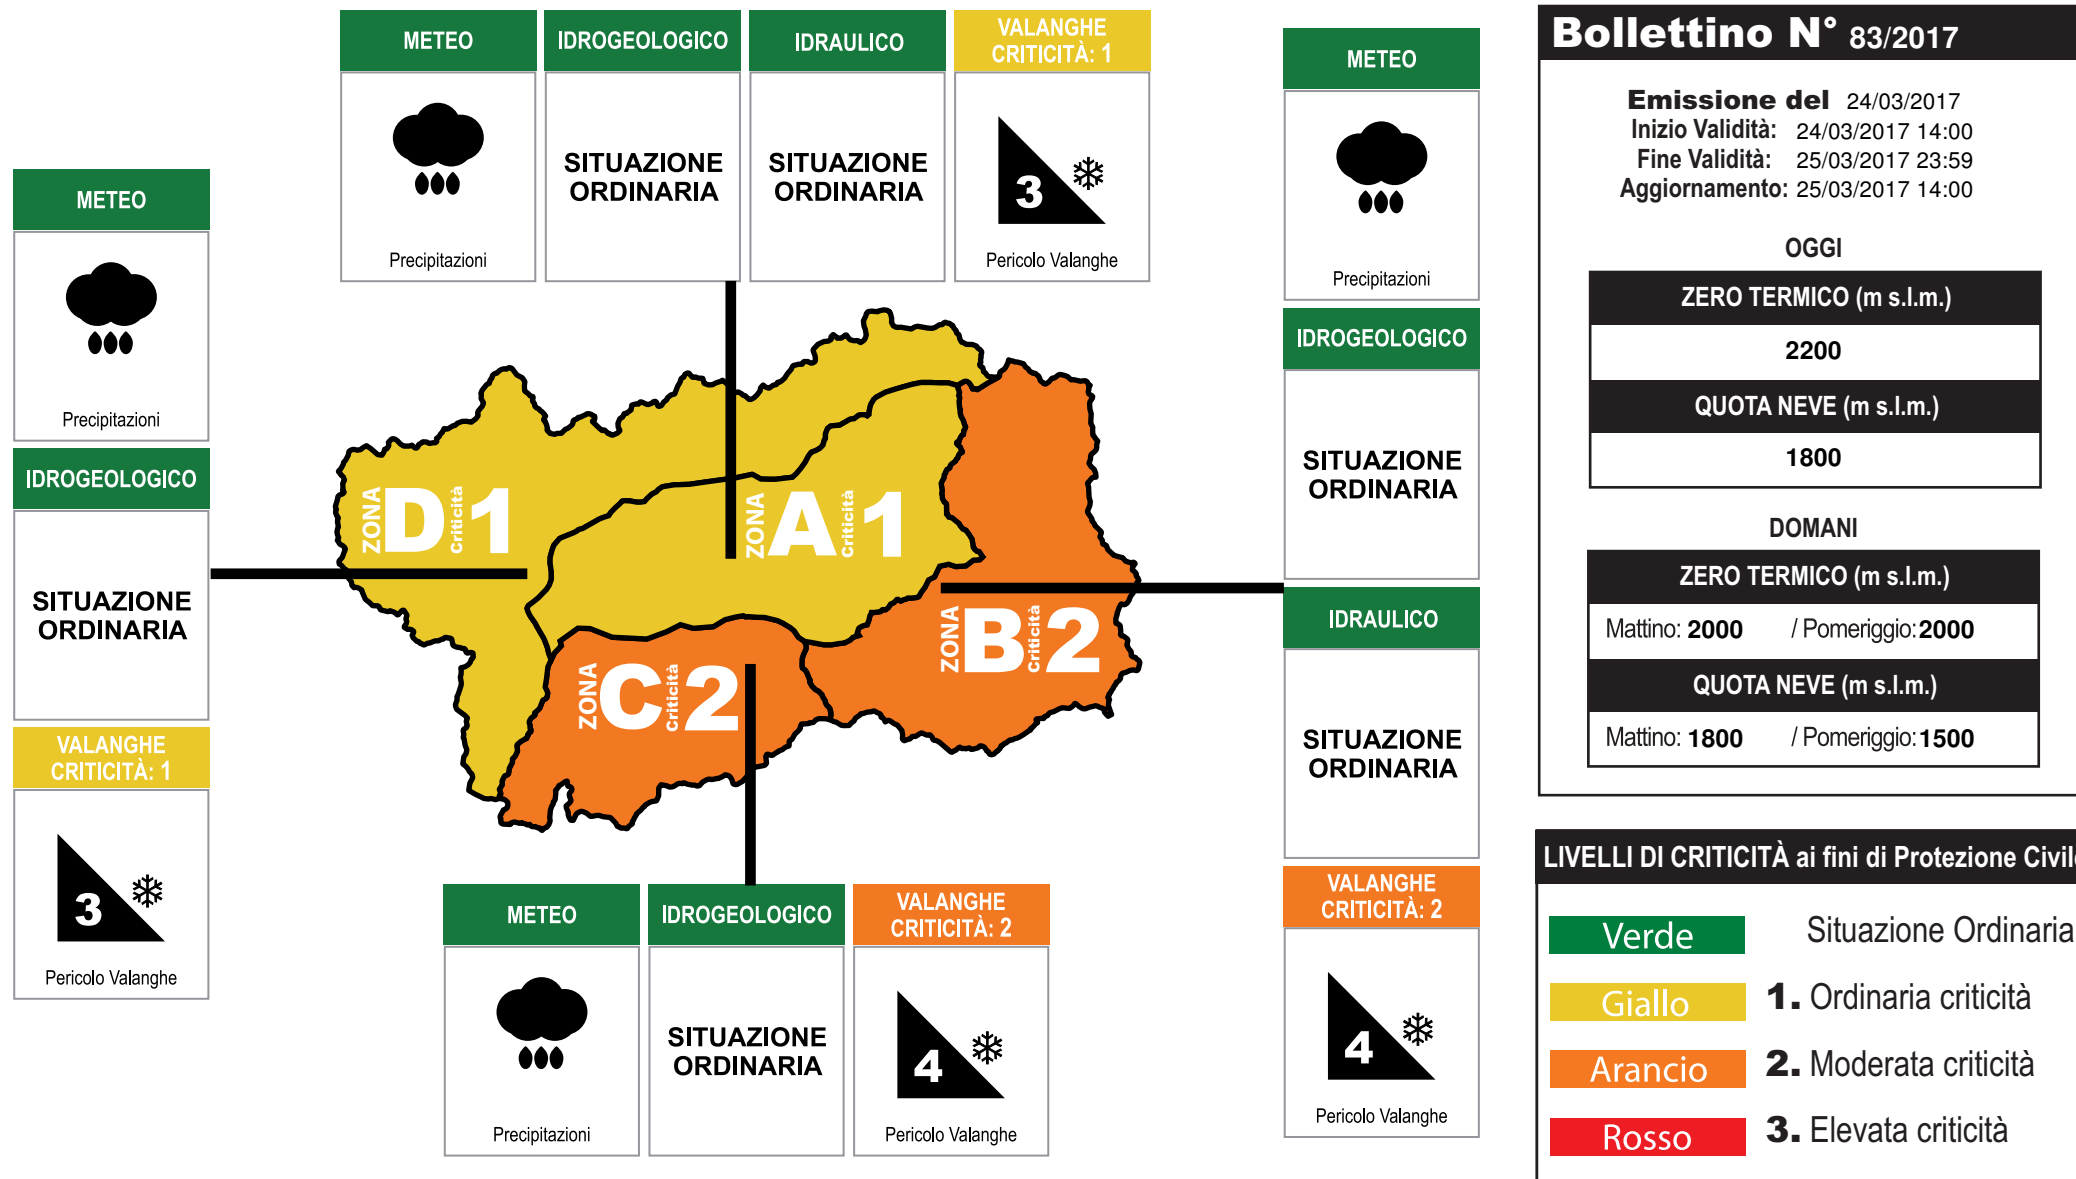 METEO
Precipitazioni
IDROGEOLOGICO
SITUAZIONE
ORDINARIA
VALANGHE
CRITICITÀ: 1
3
Pericolo Valanghe
METEO
IDROGEOLOGICO
IDRAULICO
VALANGHE
CRITICITÀ: 1
Precipitazioni
SITUAZIONE
ORDINARIA
SITUAZIONE
ORDINARIA
3
Pericolo Valanghe
ZONA D Criticità 1
ZONA A Criticità 1
ZONA B Criticità 2
ZONA C Criticità 2
METEO
IDROGEOLOGICO
VALANGHE
CRITICITÀ: 2
Precipitazioni
SITUAZIONE
ORDINARIA
4
Pericolo Valanghe
METEO
Precipitazioni
IDROGEOLOGICO
SITUAZIONE
ORDINARIA
IDRAULICO
SITUAZIONE
ORDINARIA
VALANGHE
CRITICITÀ: 2
4
Pericolo Valanghe
Bollettino N° 83/2017
Emissione del 24/03/2017
Inizio Validità: 24/03/2017 14:00
Fine Validità: 25/03/2017 23:59
Aggiornamento: 25/03/2017 14:00
OGGI
ZERO TERMICO (m s.l.m.)
2200
QUOTA NEVE (m s.l.m.)
1800
DOMANI
ZERO TERMICO (m s.l.m.)
Mattino: 2000 / Pomeriggio: 2000
QUOTA NEVE (m s.l.m.)
Mattino: 1800 / Pomeriggio: 1500
LIVELLI DI CRITICITÀ ai fini di Protezione Civile
Verde Situazione Ordinaria
Giallo 1. Ordinaria criticità
Arancio 2. Moderata criticità
Rosso 3. Elevata criticità